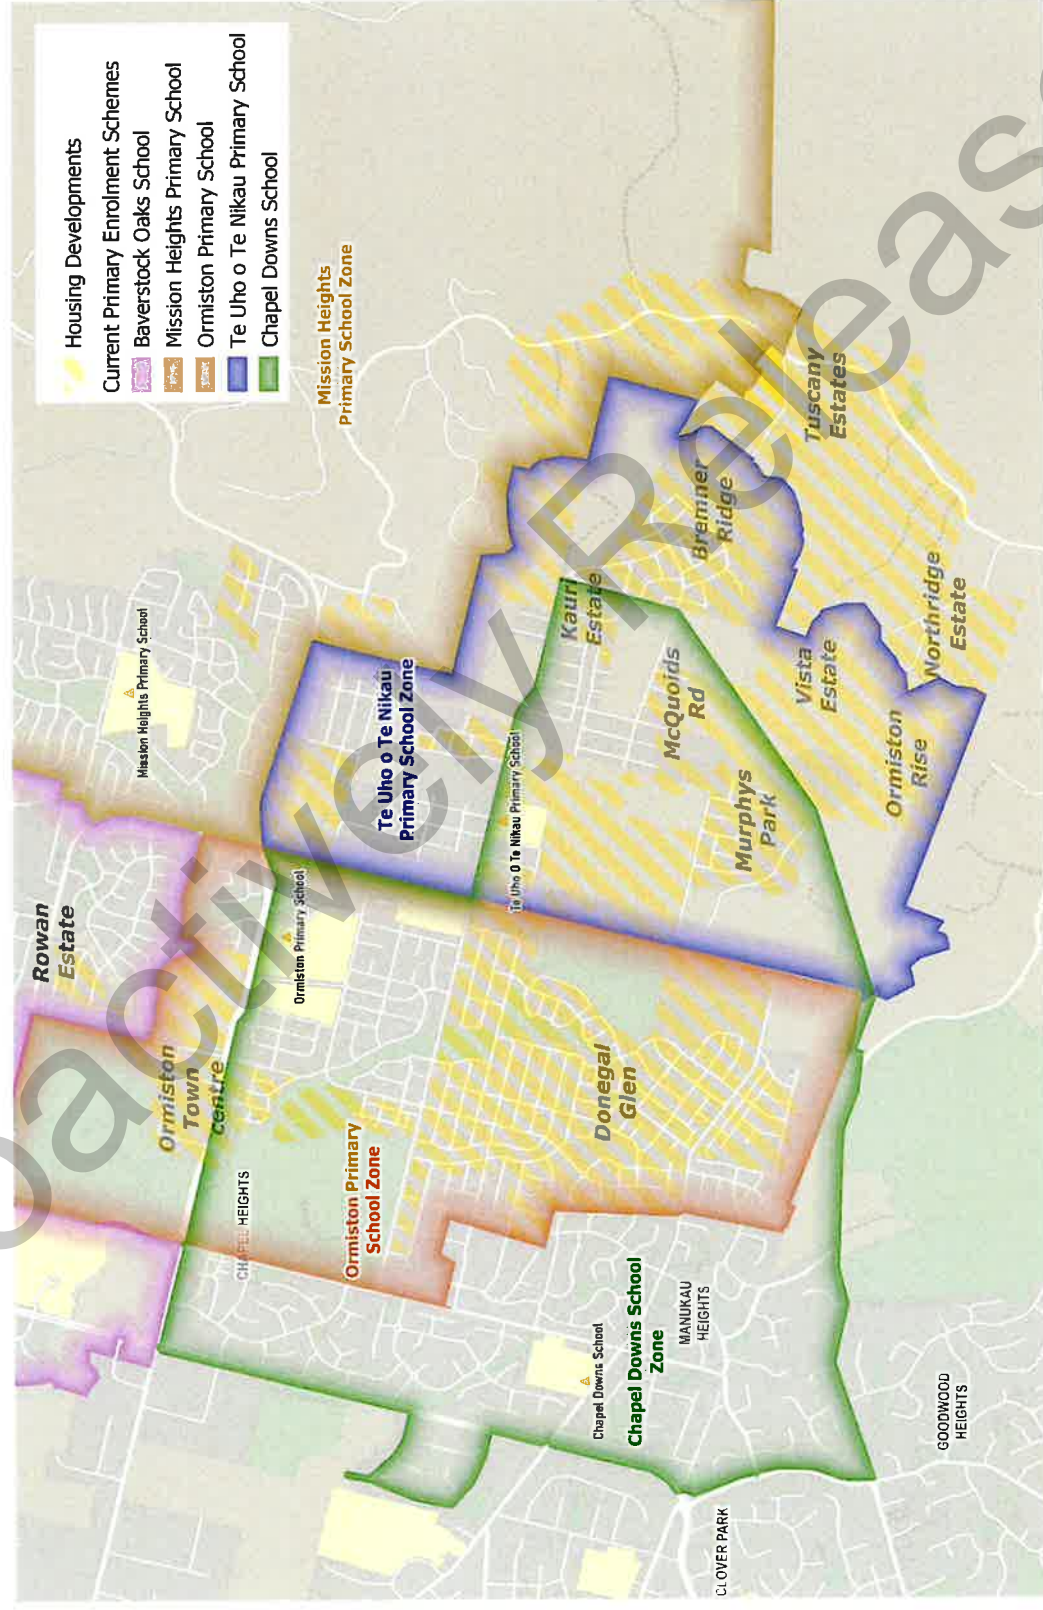 Housing Developments
Current Primary Enrolment Schemes
Baverstock Oaks School
Mission Heights Primary School
Ormiston Primary School
Te Uho o Te Nikau Primary School
Chapel Downs School
Mission Heights
Primary School Zone
Mission Heights Primary School
Rowan
Estate
Ormiston
Town
centre
Te Uho o Te Nikau
Primary School Zone
Ormiston Primary School
Te Uho O Te Nikau Primary School
Kauri
Estate
Bremner
Ridge
Tuscany
Estates
McQuoids
Rd
Murphys
Park
Vista
Estate
Northridge
Estate
Ormiston
Rise
Donegal
Glen
CHAPEL HEIGHTS
Ormiston Primary
School Zone
Chapel Downs School
Chapel Downs School
Zone
MANUKAU
HEIGHTS
GOODWOOD
HEIGHTS
CLOVER PARK
oactively Releas